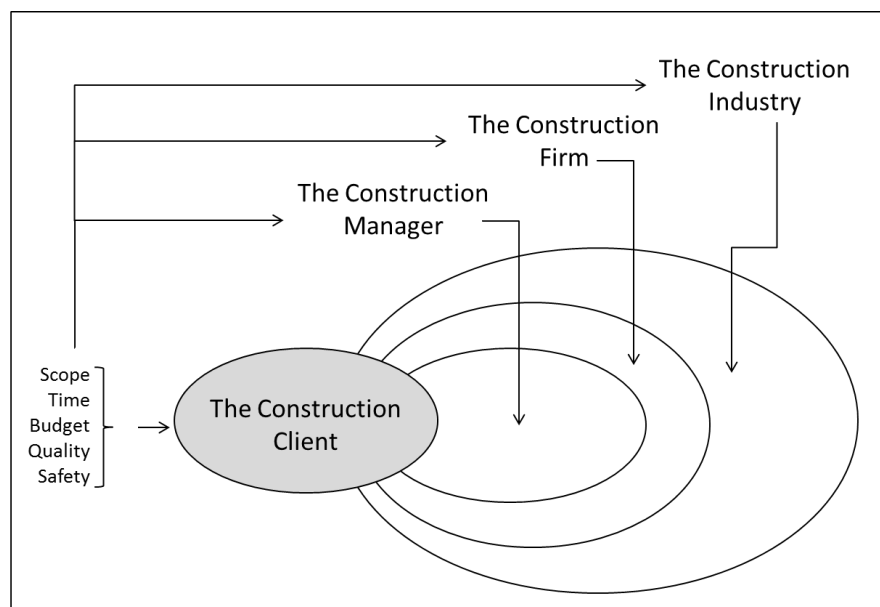 The Construction
Industry
The Construction
Firm
The Construction
Manager
Scope
Time
Budget
Quality
Safety
The Construction
Client